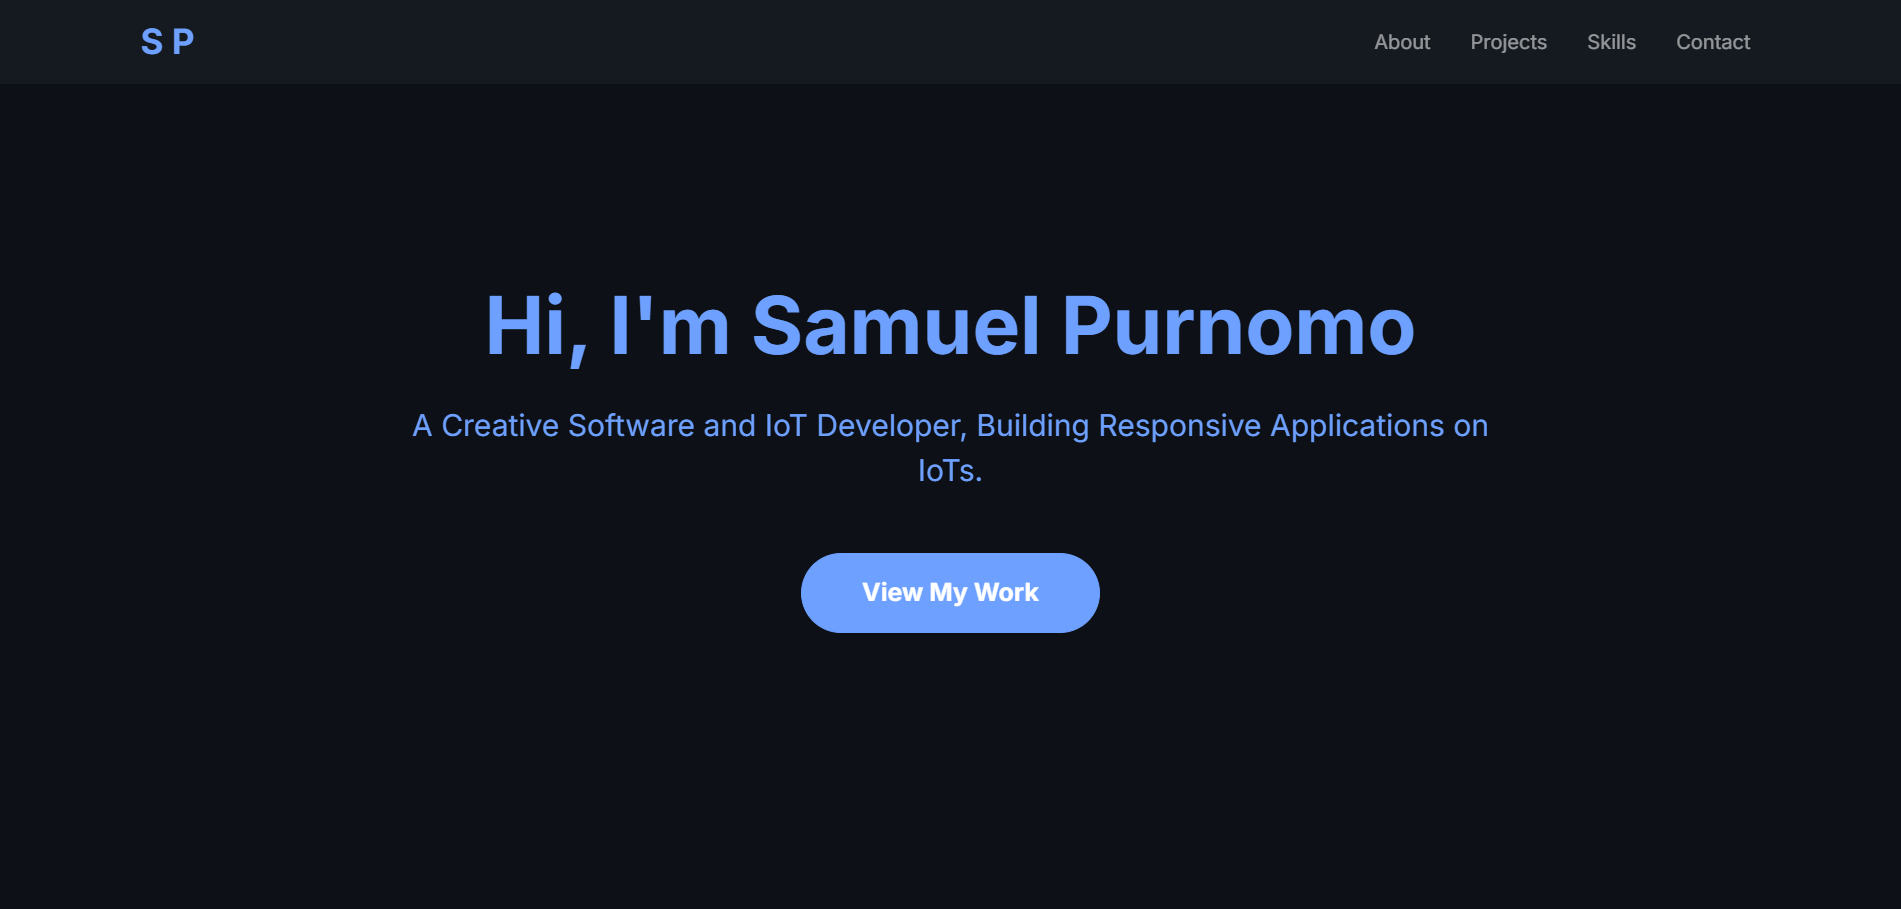 S P
About
Projects
Skills
Contact
Hi, I'm Samuel Purnomo
A Creative Software and IoT Developer, Building Responsive Applications on
IoTs.
View My Work